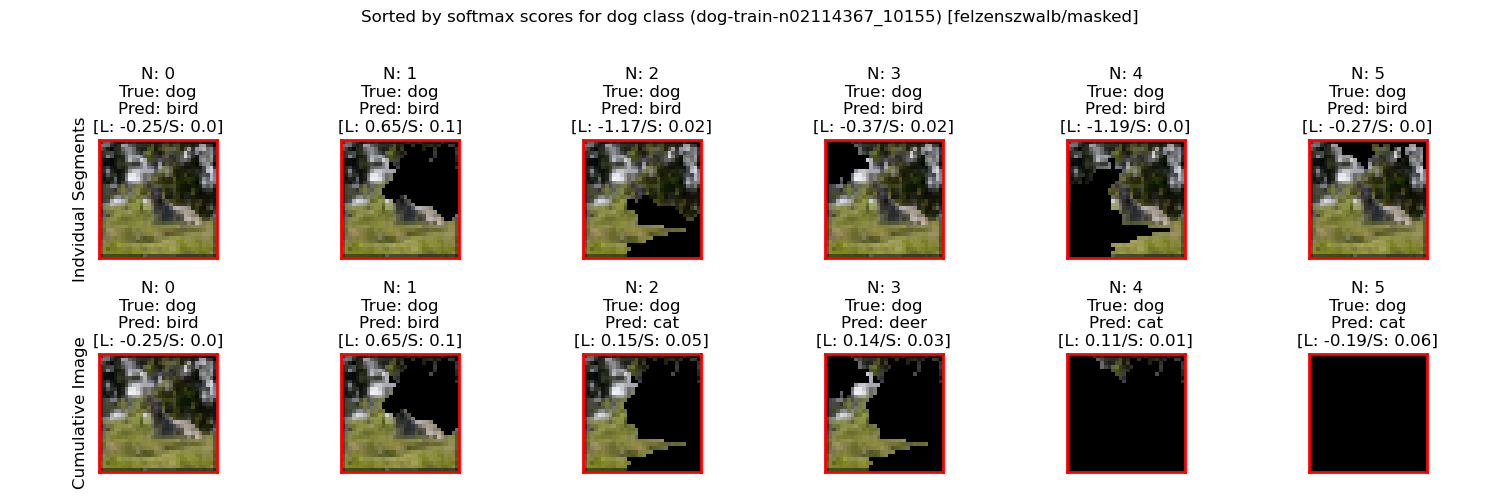 Sorted by softmax scores for dog class (dog-train-n02114367_10155) [felzenszwalb/masked]
Indvidual Segments
N: 0
True: dog
Pred: bird
[L: -0.25/S: 0.0]
N: 1
True: dog
Pred: bird
[L: 0.65/S: 0.1]
N: 2
True: dog
Pred: bird
[L: -1.17/S: 0.02]
N: 3
True: dog
Pred: bird
[L: -0.37/S: 0.02]
N: 4
True: dog
Pred: bird
[L: -1.19/S: 0.0]
N: 5
True: dog
Pred: bird
[L: -0.27/S: 0.0]
Cumulative Image
N: 0
True: dog
Pred: bird
[L: -0.25/S: 0.0]
N: 1
True: dog
Pred: bird
[L: 0.65/S: 0.1]
N: 2
True: dog
Pred: cat
[L: 0.15/S: 0.05]
N: 3
True: dog
Pred: deer
[L: 0.14/S: 0.03]
N: 4
True: dog
Pred: cat
[L: 0.11/S: 0.01]
N: 5
True: dog
Pred: cat
[L: -0.19/S: 0.06]